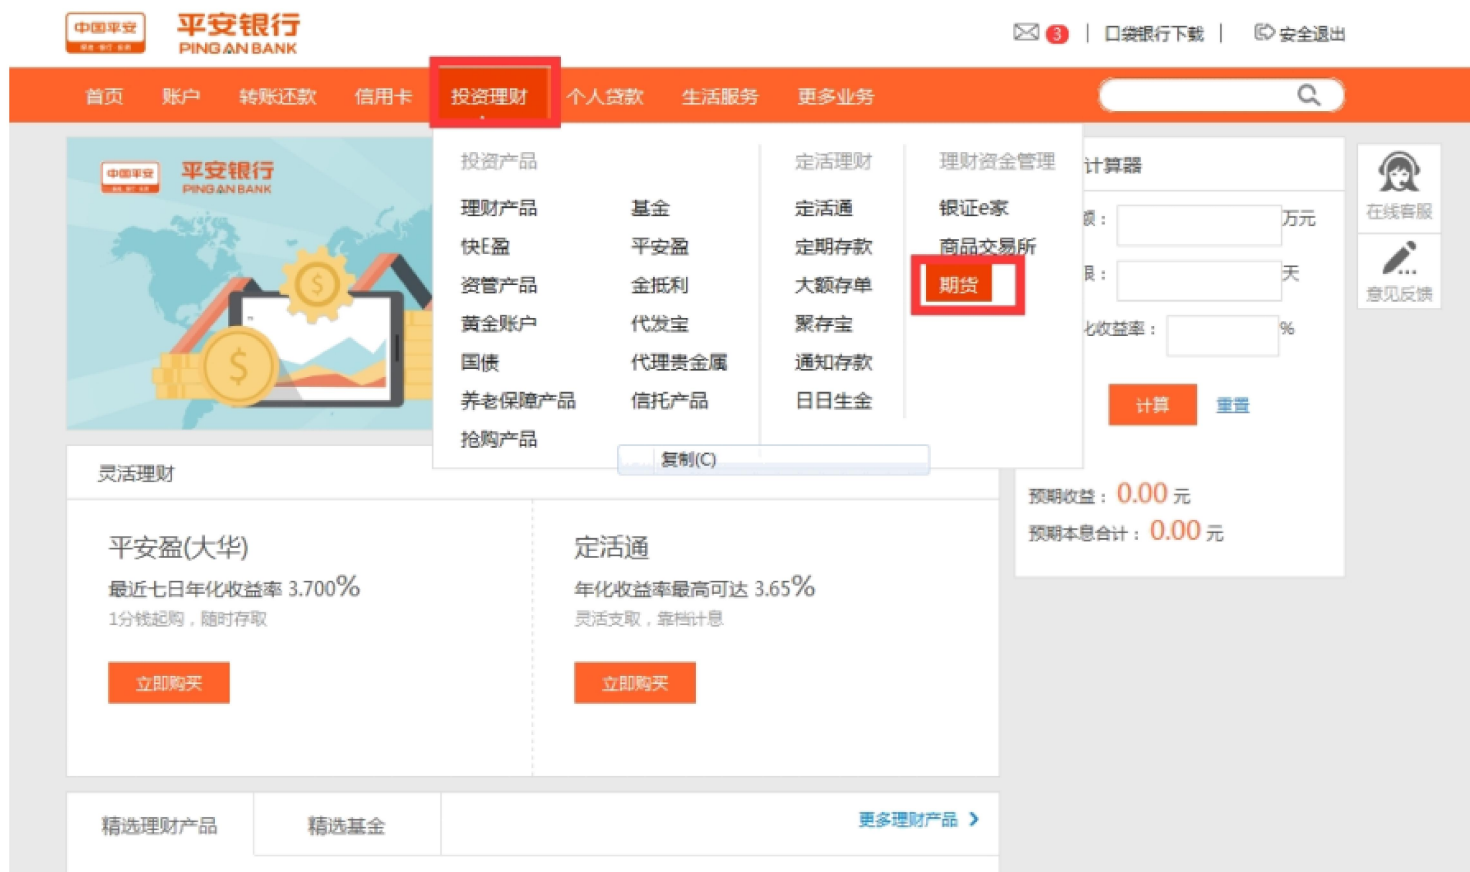 中国平安
平安银行
PING AN BANK
3
口袋银行下载
安全退出
首页 账户 转账还款 信用卡 投资理财 个人贷款 生活服务 更多业务
中国平安
平安银行
PING AN BANK
投资产品
理财产品 基金
快E盈 平安盈
资管产品 金抵利
黄金账户 代发宝
国债 代理贵金属
养老保障产品 信托产品
抢购产品
定活理财
定活通
定期存款
大额存单
聚存宝
通知存款
日日生金
理财资金管理
银证e家
商品交易所
期货
复制(C)
计算器
额： 万元
限： 天
化收益率： %
计算 重置
预期收益：0.00 元
预期本息合计：0.00 元
在线客服
意见反馈
灵活理财
平安盈(大华)
最近七日年化收益率 3.700%
1分钱起购，随时存取
立即购买
定活通
年化收益率最高可达 3.65%
灵活支取，靠档计息
立即购买
精选理财产品 精选基金 更多理财产品